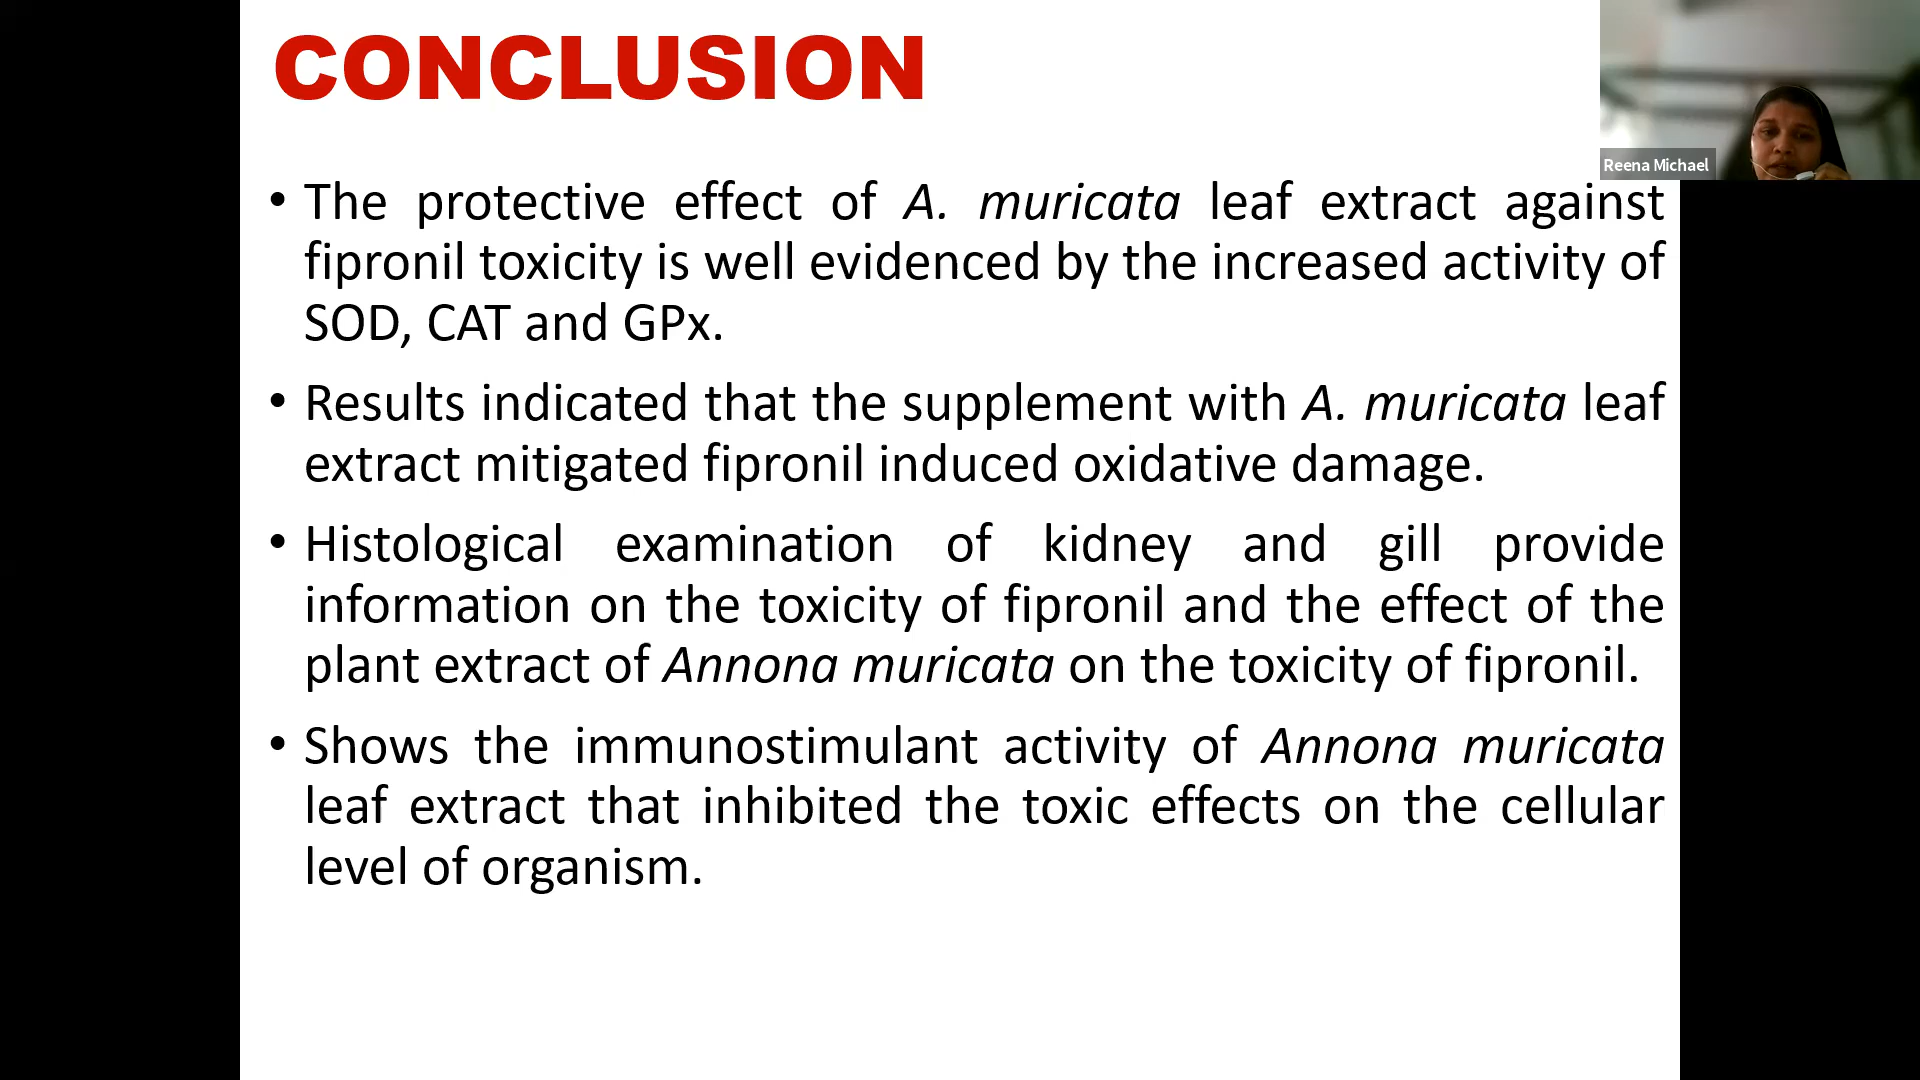 CONCLUSION
Reena Michael
• The protective effect of A. muricata leaf extract against
fipronil toxicity is well evidenced by the increased activity of
SOD, CAT and GPx.
• Results indicated that the supplement with A. muricata leaf
extract mitigated fipronil induced oxidative damage.
• Histological examination of kidney and gill provide
information on the toxicity of fipronil and the effect of the
plant extract of Annona muricata on the toxicity of fipronil.
• Shows the immunostimulant activity of Annona muricata
leaf extract that inhibited the toxic effects on the cellular
level of organism.